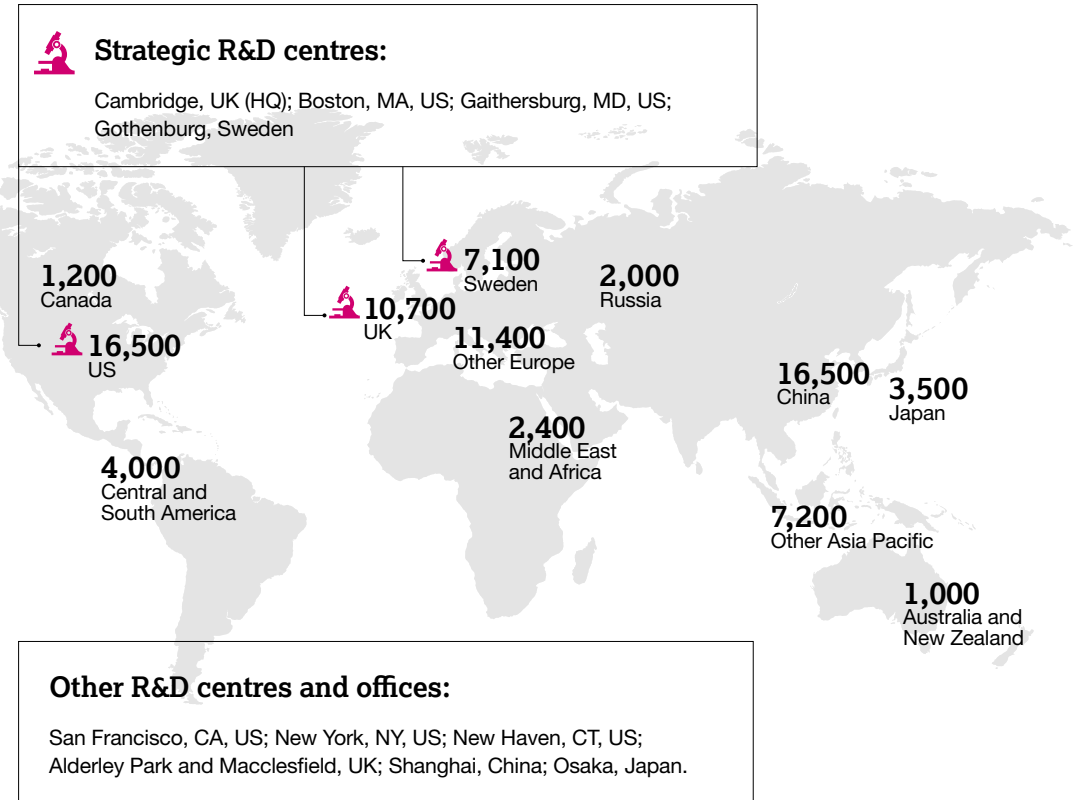 Strategic R&D centres:
Cambridge, UK (HQ); Boston, MA, US; Gaithersburg, MD, US;
Gothenburg, Sweden
7,100
Sweden
2,000
Russia
1,200
Canada
10,700
UK
16,500
US
11,400
Other Europe
16,500
China
3,500
Japan
2,400
Middle East
and Africa
4,000
Central and
South America
7,200
Other Asia Pacific
1,000
Australia and
New Zealand
Other R&D centres and offices:
San Francisco, CA, US; New York, NY, US; New Haven, CT, US;
Alderley Park and Macclesfield, UK; Shanghai, China; Osaka, Japan.